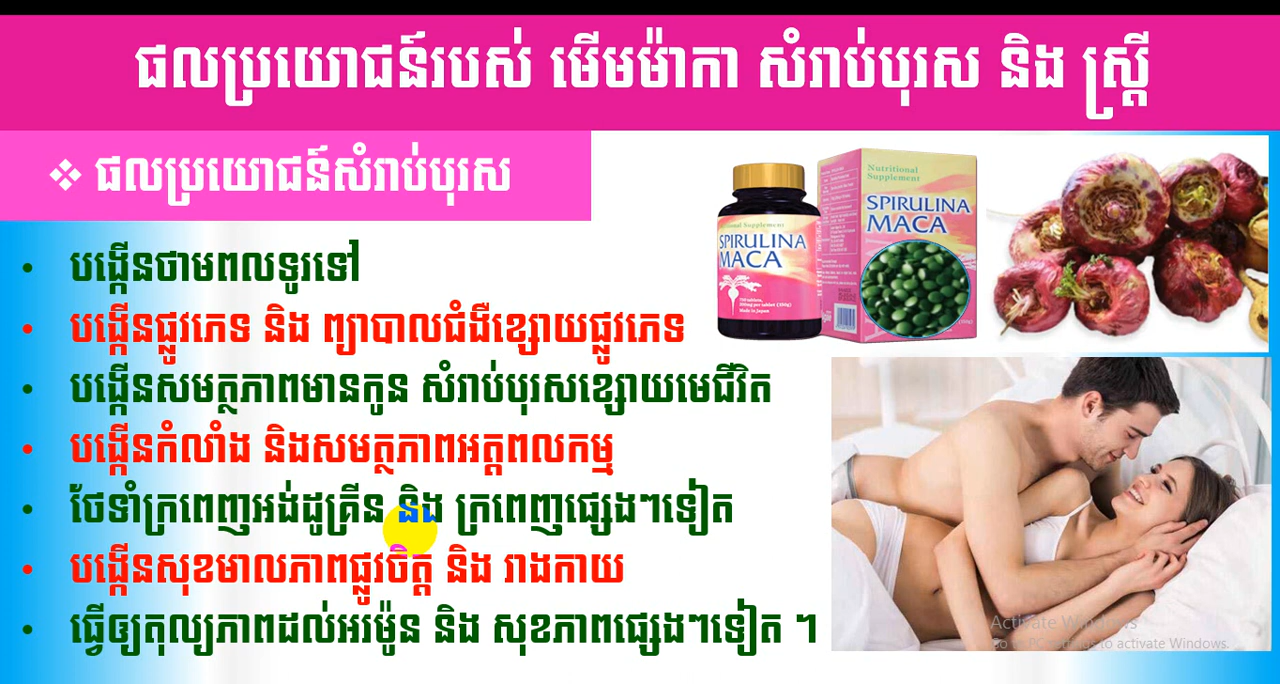 ផលប្រយោជន៍របស់ មើមម៉ាកា សំរាប់បុរស និង ស្ត្រី
❖ ផលប្រយោជន៍សំរាប់បុរស
• បង្កើនថាមពលទូរទៅ
• បង្កើនផ្លូវភេទ និង ព្យាបាលជំងឺខ្សោយផ្លូវភេទ
• បង្កើនសមត្ថភាពមានកូន សំរាប់បុរសខ្សោយមេជីវិត
• បង្កើនកំលាំង និងសមត្ថភាពអត្តពលកម្ម
• ថែទាំក្រពេញអង់ដូគ្រីន និង ក្រពេញផ្សេងៗទៀត
• បង្កើនសុខមាលភាពផ្លូវចិត្ត និង រាងកាយ
• ធ្វើឲ្យតុល្យភាពដល់អរម៉ូន និង សុខភាពផ្សេងៗទៀត ។
Nutritional Supplement
SPIRULINA
MACA
Nutritional
Supplement
SPIRULINA
MACA
Made in Japan
Activate Windows
Go to PC settings to activate Windows.